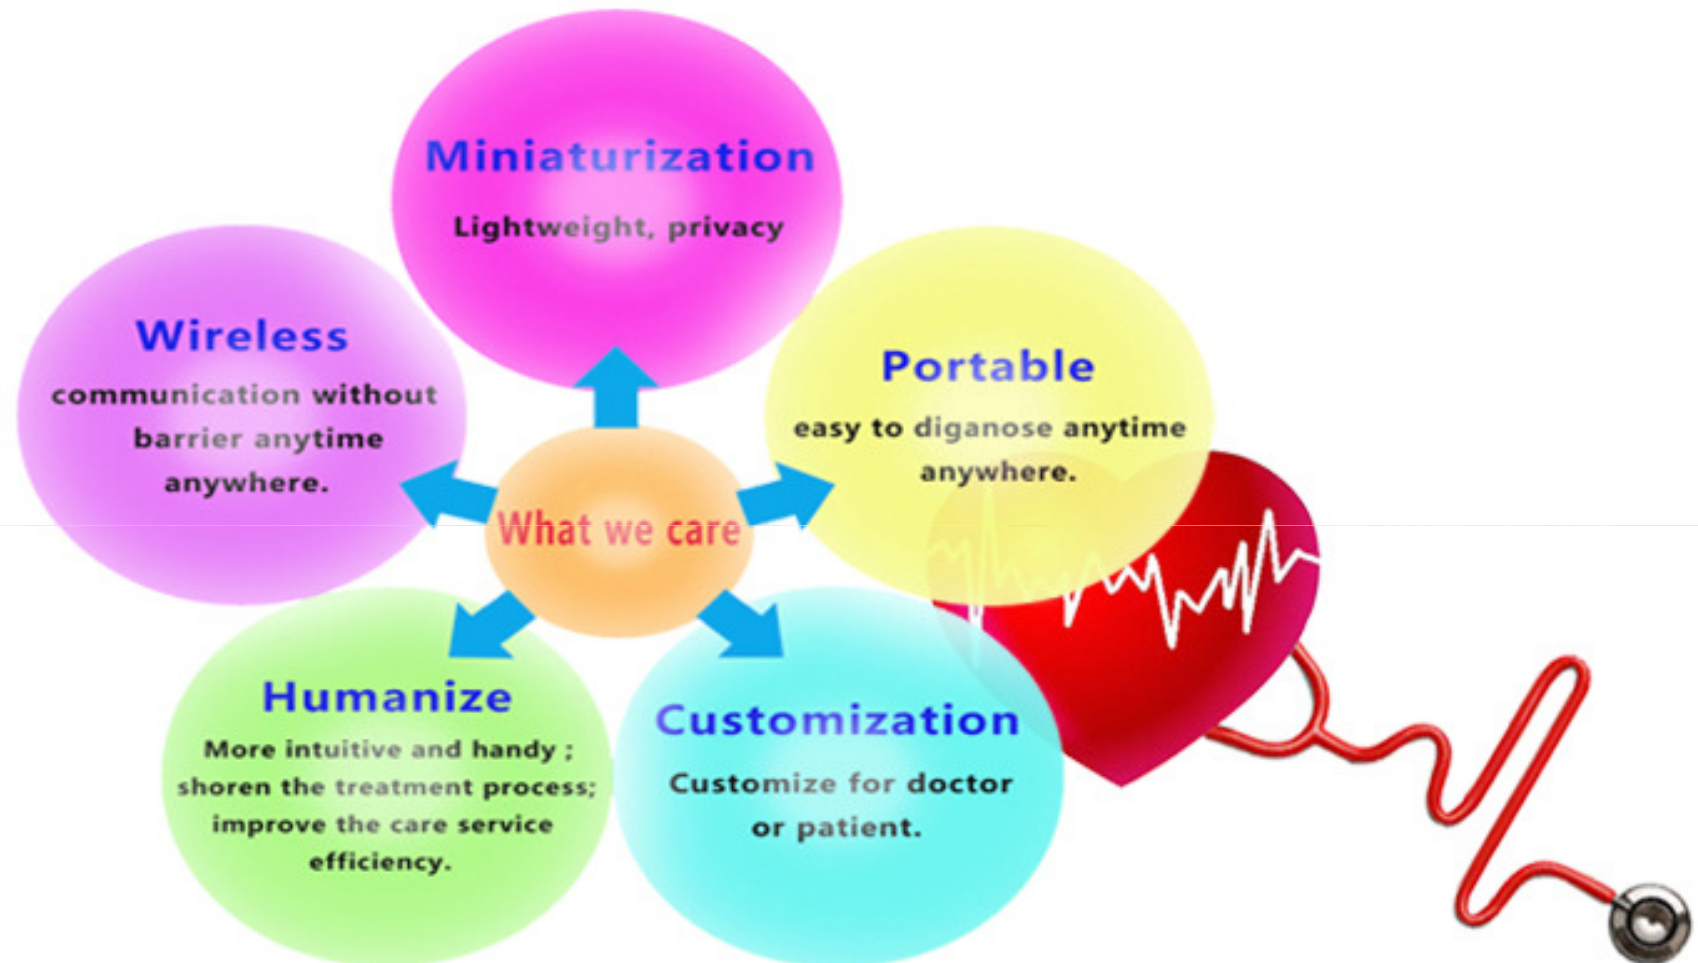 Miniaturization
Lightweight, privacy
Wireless
communication without
barrier anytime
anywhere.
Portable
easy to diganose anytime
anywhere.
What we care
Humanize
More intuitive and handy ;
shoren the treatment process;
improve the care service
efficiency.
Customization
Customize for doctor
or patient.